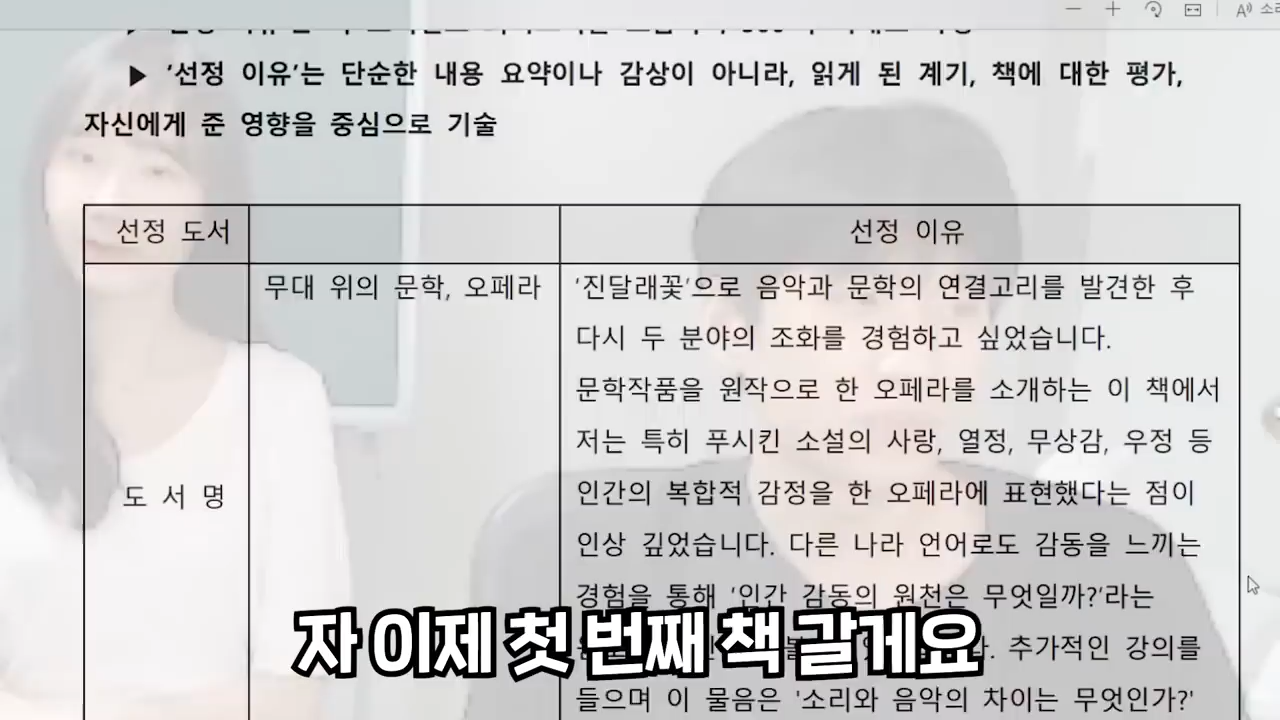 ▶ '선정 이유'는 단순한 내용 요약이나 감상이 아니라, 읽게 된 계기, 책에 대한 평가,
자신에게 준 영향을 중심으로 기술
선정 도서
선정 이유
도 서 명
무대 위의 문학, 오페라
'진달래꽃'으로 음악과 문학의 연결고리를 발견한 후
다시 두 분야의 조화를 경험하고 싶었습니다.
문학작품을 원작으로 한 오페라를 소개하는 이 책에서
저는 특히 푸시킨 소설의 사랑, 열정, 무상감, 우정 등
인간의 복합적 감정을 한 오페라에 표현했다는 점이
인상 깊었습니다. 다른 나라 언어로도 감동을 느끼는
경험을 통해 '인간 감동의 원천은 무엇일까?'라는
추가적인 강의를
들으며 이 물음은 '소리와 음악의 차이는 무엇인가?'
자 이제 첫 번째 책 갈게요